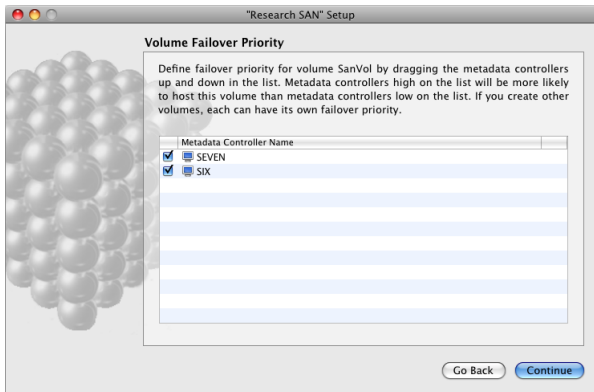 "Research SAN" Setup
Volume Failover Priority
Define failover priority for volume SanVol by dragging the metadata controllers
up and down in the list. Metadata controllers high on the list will be more likely
to host this volume than metadata controllers low on the list. If you create other
volumes, each can have its own failover priority.
Metadata Controller Name
SEVEN
SIX
Go Back Continue